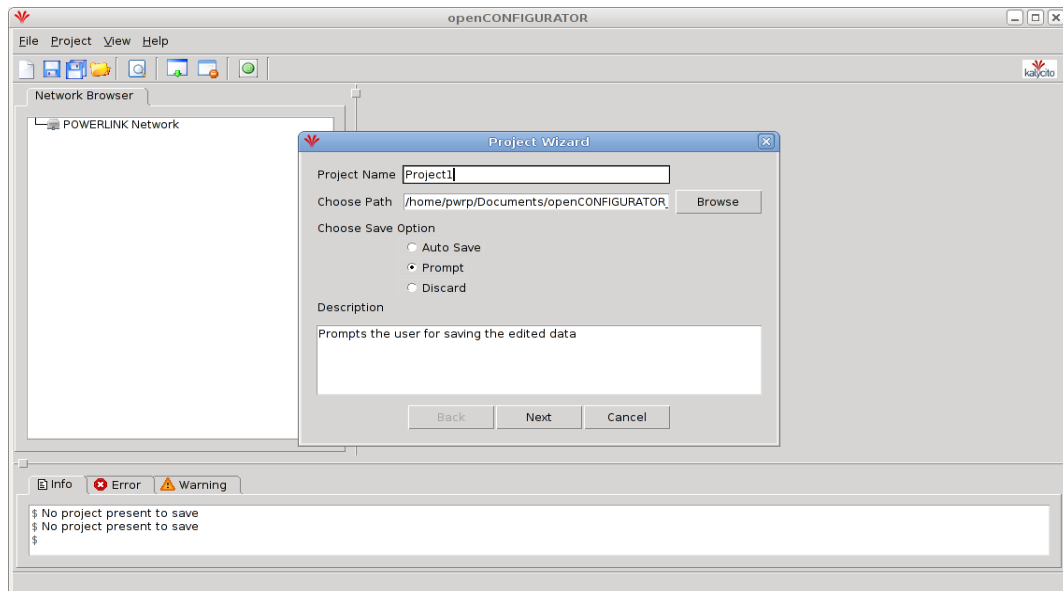 openCONFIGURATOR
File Project View Help
kalycito
Network Browser
POWERLINK Network
Project Wizard
Project Name Project1
Choose Path /home/pwrp/Documents/openCONFIGURATOR_ Browse
Choose Save Option
Auto Save
Prompt
Discard
Description
Prompts the user for saving the edited data
Back Next Cancel
Info Error Warning
$ No project present to save
$ No project present to save
$